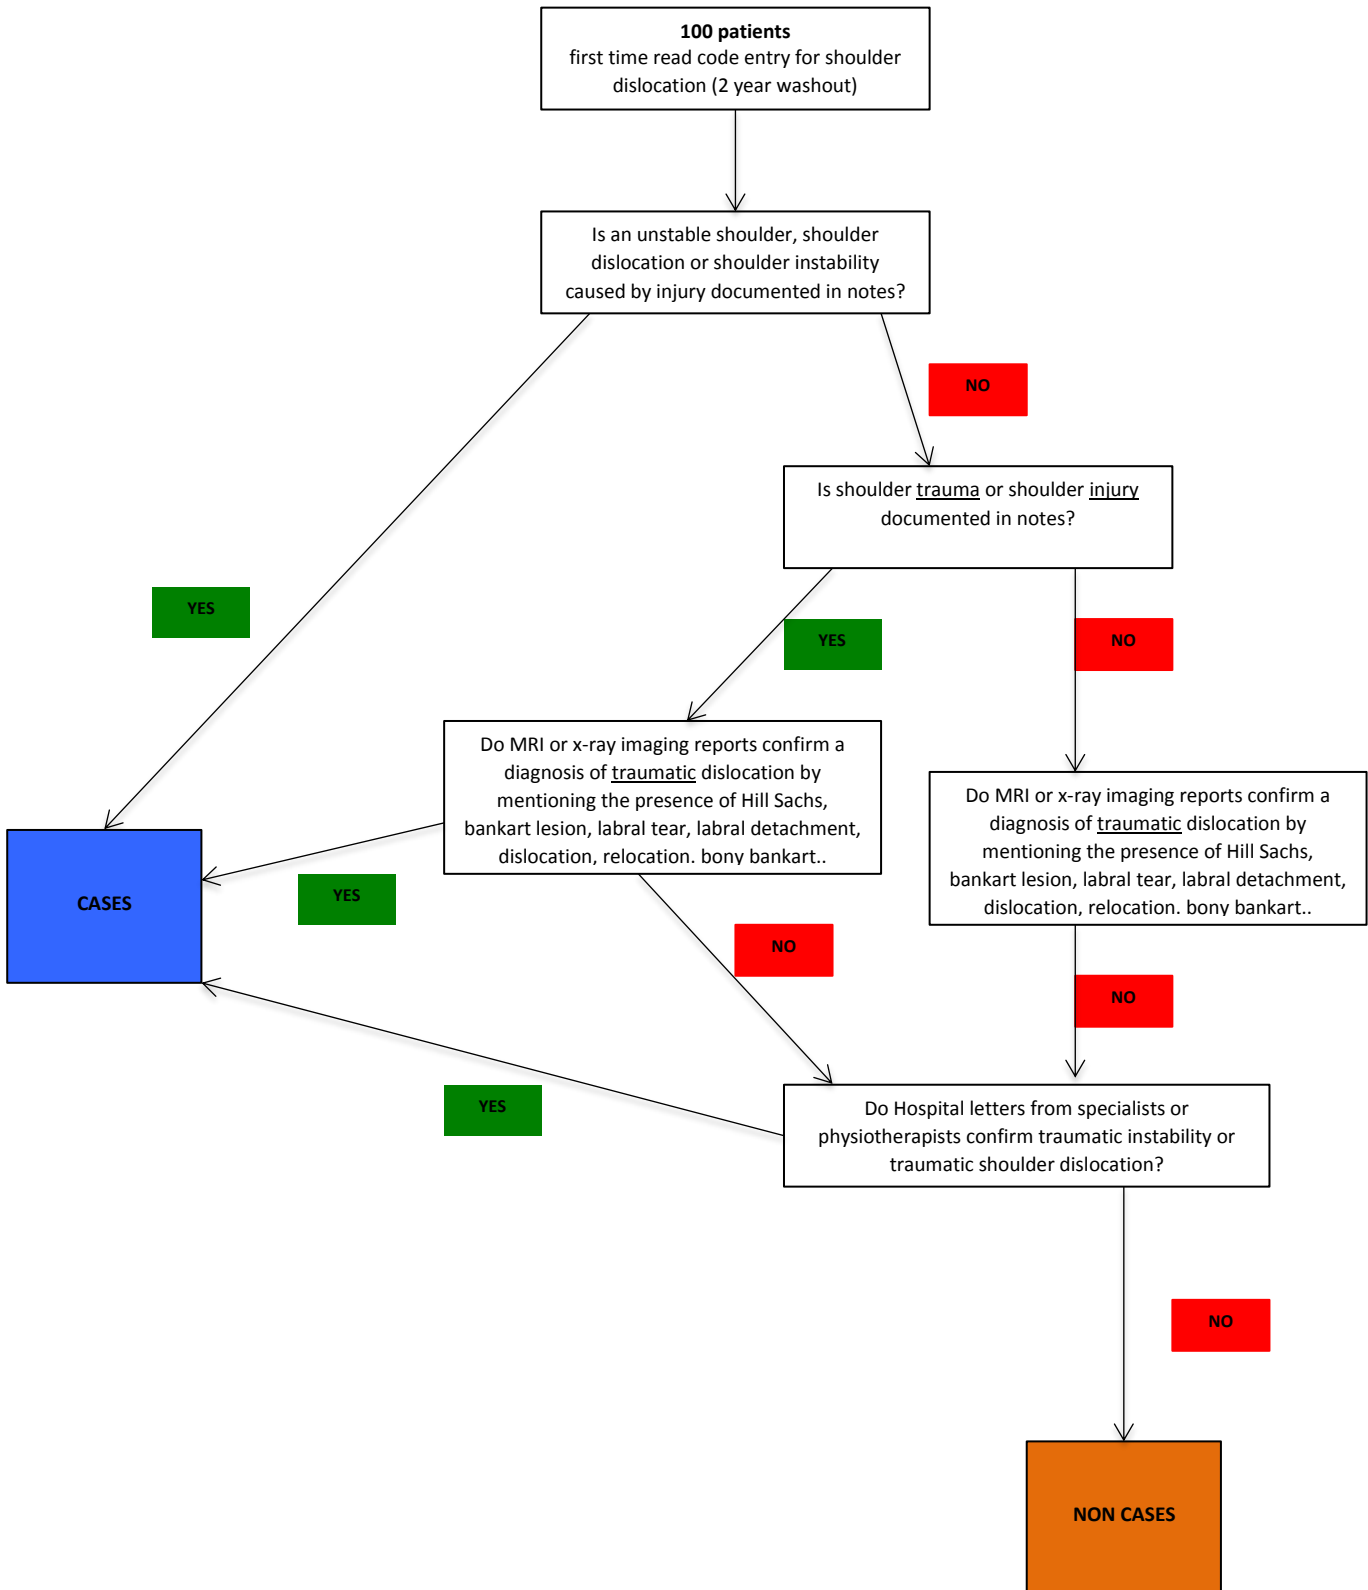 100 patients
first time read code entry for shoulder
dislocation (2 year washout)
Is an unstable shoulder, shoulder
dislocation or shoulder instability
caused by injury documented in notes?
NO
Is shoulder trauma or shoulder injury
documented in notes?
YES
YES
NO
Do MRI or x-ray imaging reports confirm a
diagnosis of traumatic dislocation by
mentioning the presence of Hill Sachs,
bankart lesion, labral tear, labral detachment,
dislocation, relocation. bony bankart..
Do MRI or x-ray imaging reports confirm a
diagnosis of traumatic dislocation by
mentioning the presence of Hill Sachs,
bankart lesion, labral tear, labral detachment,
dislocation, relocation. bony bankart..
CASES
YES
NO
NO
YES
Do Hospital letters from specialists or
physiotherapists confirm traumatic instability or
traumatic shoulder dislocation?
NO
NON CASES